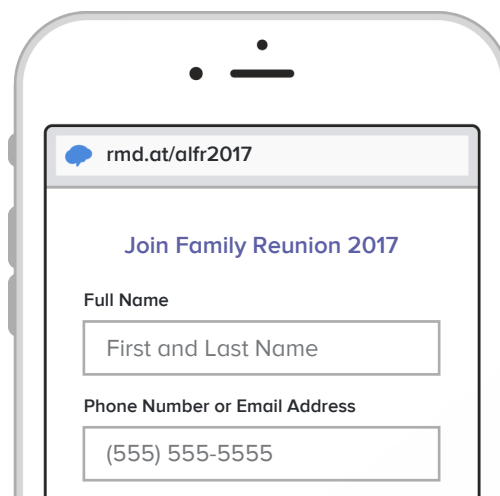 rmd.at/alfr2017
Join Family Reunion 2017
Full Name
First and Last Name
Phone Number or Email Address
(555) 555-5555